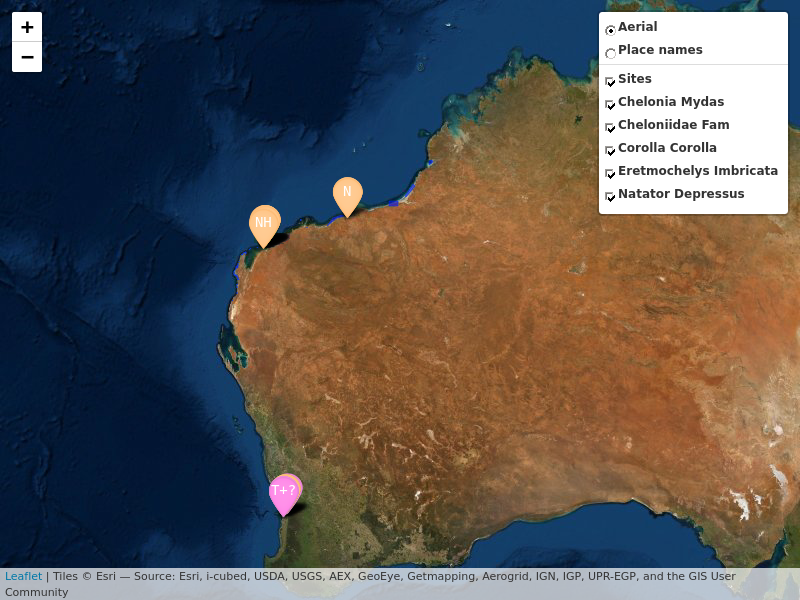 +
−
Aerial
Place names
Sites
Chelonia Mydas
Cheloniidae Fam
Corolla Corolla
Eretmochelys Imbricata
Natator Depressus
N
NH
T+?
Leaflet | Tiles © Esri — Source: Esri, i-cubed, USDA, USGS, AEX, GeoEye, Getmapping, Aerogrid, IGN, IGP, UPR-EGP, and the GIS User
Community